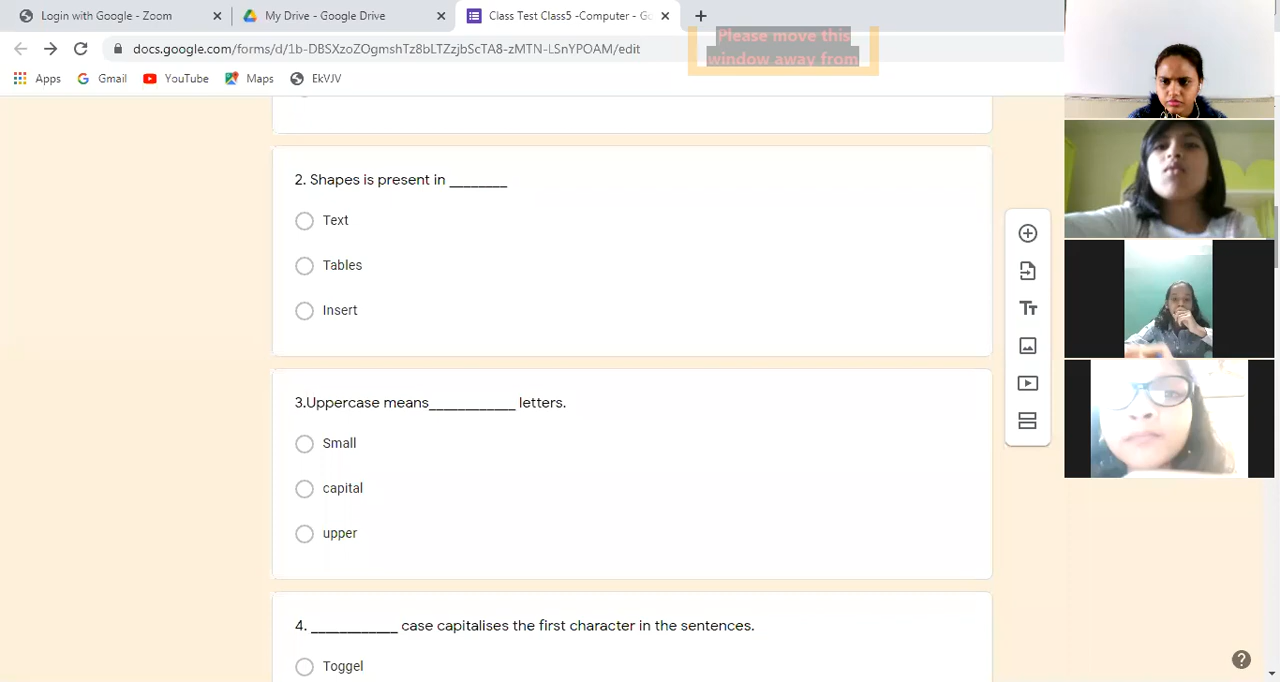 Login with Google - Zoom
My Drive - Google Drive
Class Test Class5 -Computer - Go
docs.google.com/forms/d/1b-DBSXzoZOgmshTz8bLTZzjbScTA8-zMTN-LSnYPOAM/edit
Please move this
window away from
Apps Gmail YouTube Maps EkVJV
2. Shapes is present in ________
Text
Tables
Insert
3.Uppercase means____________ letters.
Small
capital
upper
4. ____________ case capitalises the first character in the sentences.
Toggel